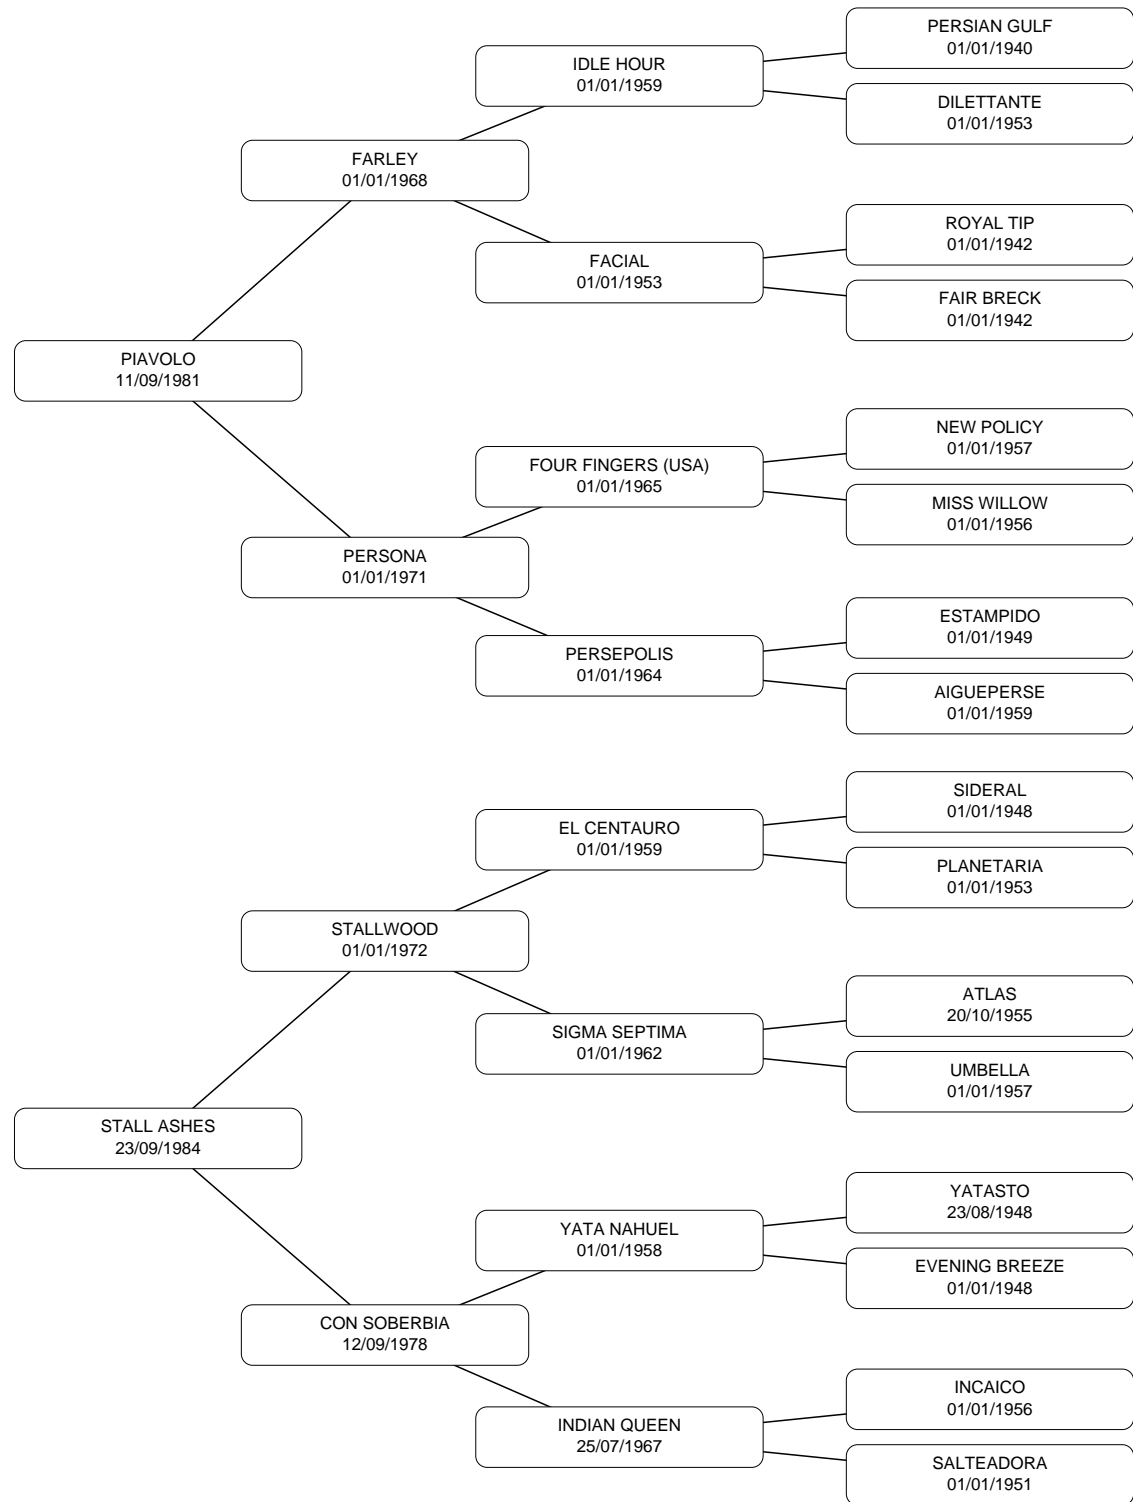 PERSIAN GULF
01/01/1940
IDLE HOUR
01/01/1959
DILETTANTE
01/01/1953
FARLEY
01/01/1968
ROYAL TIP
01/01/1942
FACIAL
01/01/1953
FAIR BRECK
01/01/1942
PIAVOLO
11/09/1981
NEW POLICY
01/01/1957
FOUR FINGERS (USA)
01/01/1965
MISS WILLOW
01/01/1956
PERSONA
01/01/1971
ESTAMPIDO
01/01/1949
PERSEPOLIS
01/01/1964
AIGUEPERSE
01/01/1959
SIDERAL
01/01/1948
EL CENTAURO
01/01/1959
PLANETARIA
01/01/1953
STALLWOOD
01/01/1972
ATLAS
20/10/1955
SIGMA SEPTIMA
01/01/1962
UMBELLA
01/01/1957
STALL ASHES
23/09/1984
YATASTO
23/08/1948
YATA NAHUEL
01/01/1958
EVENING BREEZE
01/01/1948
CON SOBERBIA
12/09/1978
INCAICO
01/01/1956
INDIAN QUEEN
25/07/1967
SALTEADORA
01/01/1951